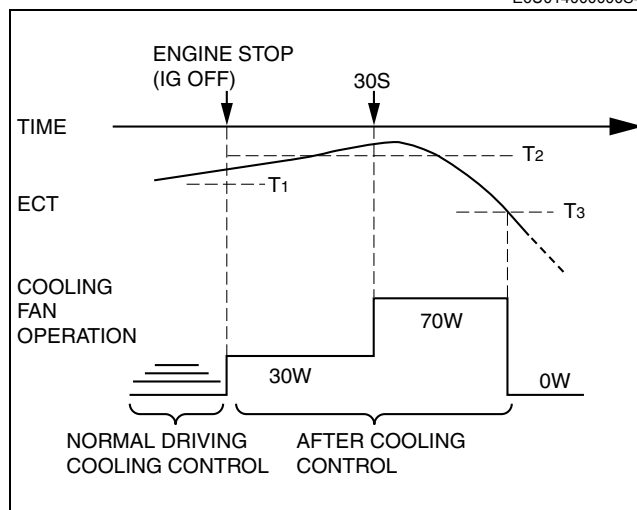 ENGINE STOP
(IG OFF)
30S
TIME
T2
T1
ECT
T3
COOLING
FAN
OPERATION
70W
30W
0W
NORMAL DRIVING
COOLING CONTROL
AFTER COOLING
CONTROL